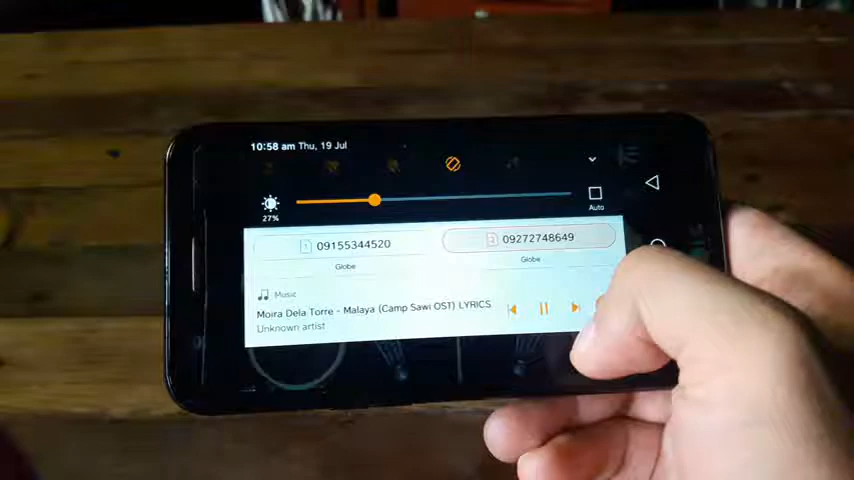 10:58 am Thu, 19 Jul
27%
Auto
1 09155344520
2 09272748649
Globe
Globe
Music
Moira Dela Torre - Malaya (Camp Sawi OST) LYRICS
Unknown artist